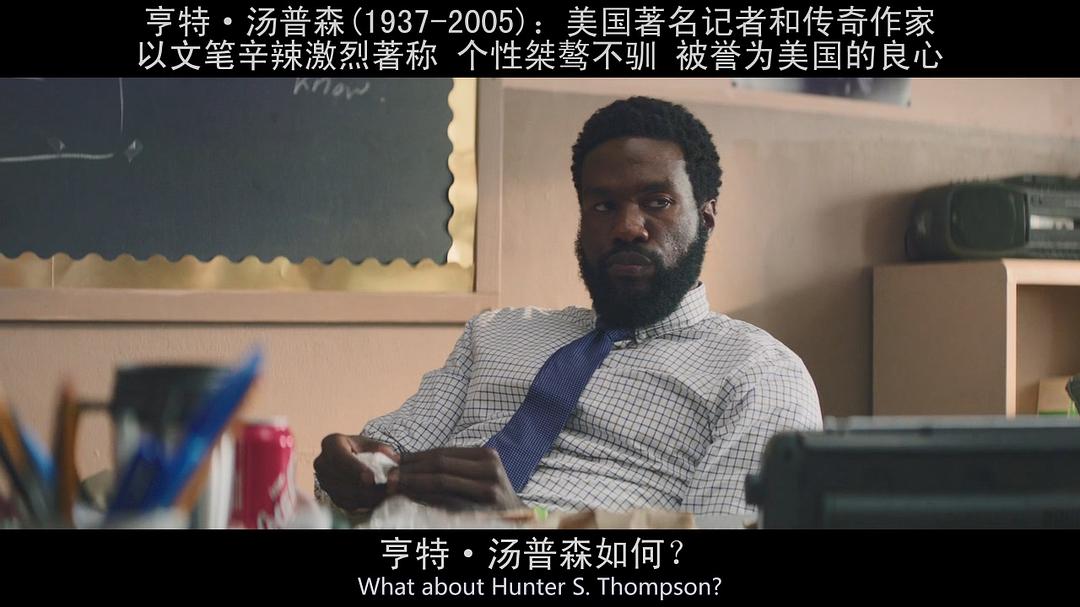 亨特·汤普森(1937-2005)：美国著名记者和传奇作家
以文笔辛辣激烈著称 个性桀骜不驯 被誉为美国的良心
know.
亨特·汤普森如何？
What about Hunter S. Thompson?